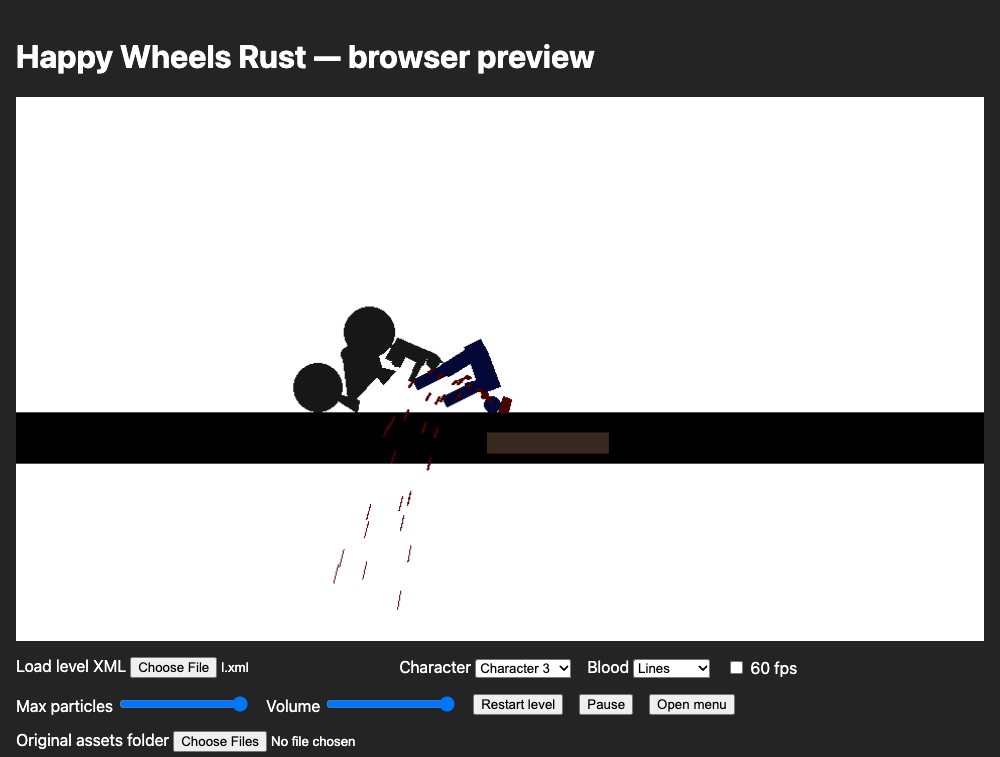 Happy Wheels Rust — browser preview
Load level XML Choose File l.xml Character Character 3 Blood Lines 60 fps
Max particles Volume Restart level Pause Open menu
Original assets folder Choose Files No file chosen